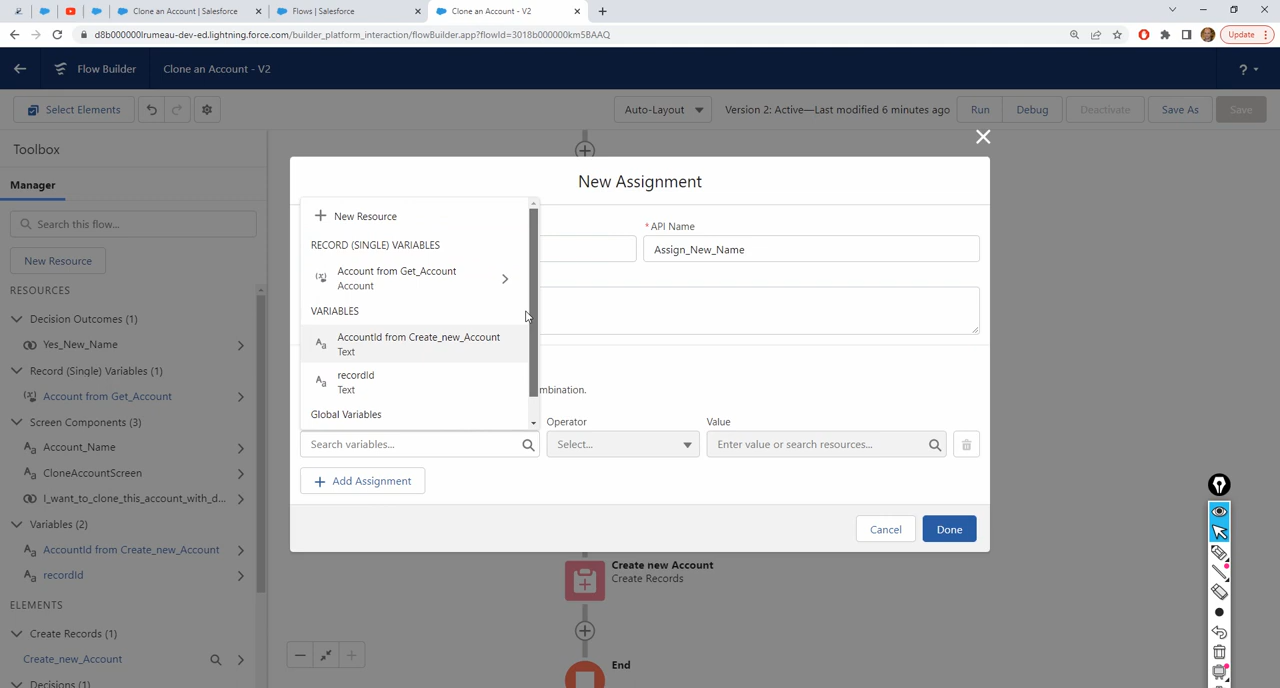 Clone an Account | Salesforce
Flows | Salesforce
Clone an Account - V2
d8b000000lrumeau-dev-ed.lightning.force.com/builder_platform_interaction/flowBuilder.app?flowId=3018b000000km5BAAQ
Update
Flow Builder
Clone an Account - V2
?
Select Elements
Auto-Layout
Version 2: Active—Last modified 6 minutes ago
Run
Debug
Deactivate
Save As
Save
Toolbox
Manager
Search this flow...
New Resource
RESOURCES
Decision Outcomes (1)
Yes_New_Name
Record (Single) Variables (1)
Account from Get_Account
Screen Components (3)
Account_Name
CloneAccountScreen
I_want_to_clone_this_account_with_d...
Variables (2)
AccountId from Create_new_Account
recordId
ELEMENTS
Create Records (1)
Create_new_Account
Decisions (1)
New Assignment
* API Name
Assign_New_Name
New Resource
RECORD (SINGLE) VARIABLES
Account from Get_Account
Account
VARIABLES
AccountId from Create_new_Account
Text
recordId
Text
Global Variables
mbination.
Operator
Value
Search variables...
Select...
Enter value or search resources...
Add Assignment
Cancel
Done
Create new Account
Create Records
End